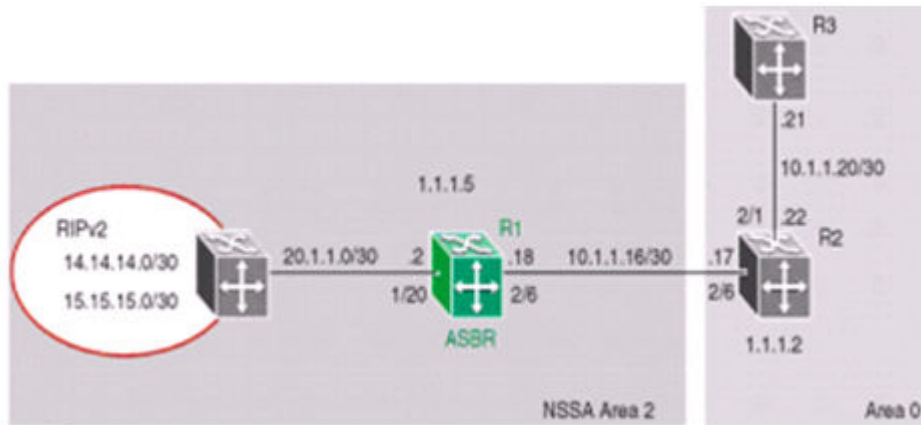 R3
.21
10.1.1.20/30
1.1.1.5
2/1 .22
RIPv2
R1
R2
14.14.14.0/30
20.1.1.0/30 .2 .18 10.1.1.16/30 .17
15.15.15.0/30
1/20 2/6 2/6
ASBR
1.1.1.2
NSSA Area 2
Area 0